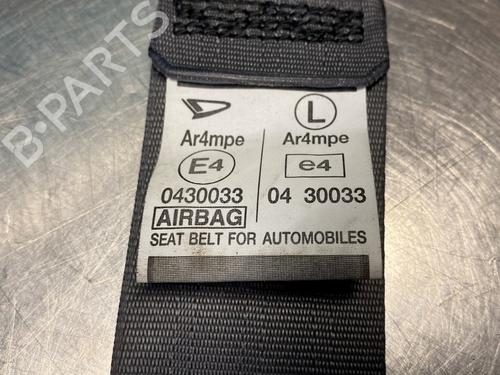 L
Ar4mpe Ar4mpe
E4 e4
0430033 04 30033
AIRBAG
SEAT BELT FOR AUTOMOBILES
B-PARTS